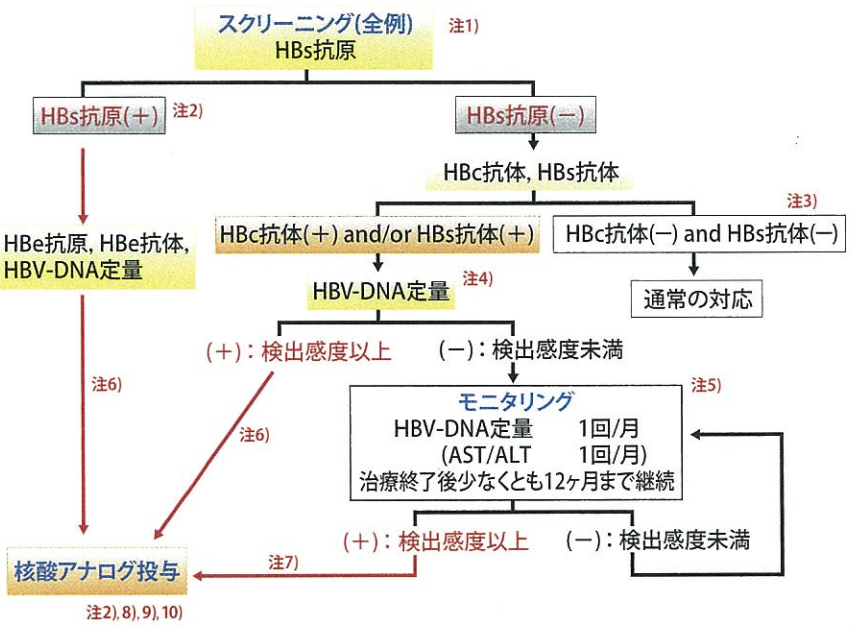 スクリーニング(全例)
注1)
HBs抗原
HBs抗原(+)
注2)
HBs抗原(-)
HBc抗体, HBs抗体
注3)
HBc抗体(+) and/or HBs抗体(+)
HBc抗体(-) and HBs抗体(-)
HBe抗原, HBe抗体,
HBV-DNA定量
注4)
HBV-DNA定量
通常の対応
(+): 検出感度以上
(-): 検出感度未満
注6)
注6)
注5)
モニタリング
HBV-DNA定量 1回/月
(AST/ALT 1回/月)
治療終了後少なくとも12ヶ月まで継続
(+): 検出感度以上
(-): 検出感度未満
注7)
核酸アナログ投与
注2), 8), 9), 10)